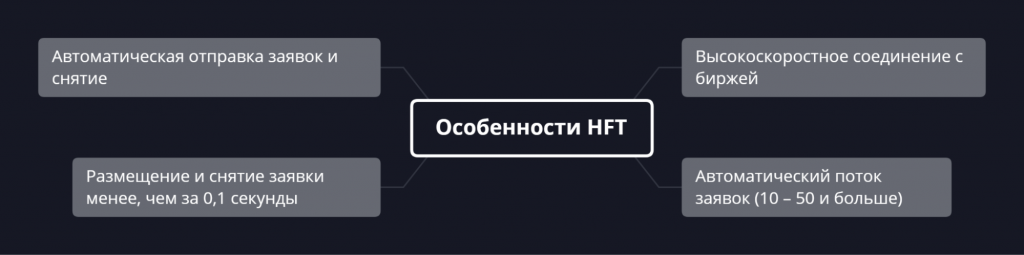 Автоматическая отправка заявок и
снятие
Высокоскоростное соединение с
биржей
Особенности HFT
Размещение и снятие заявки
менее, чем за 0,1 секунды
Автоматический поток
заявок (10 – 50 и больше)